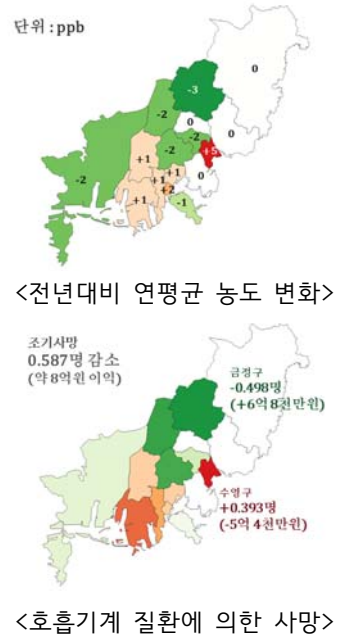 단위 : ppb
0
-3
-2
0
-2
0
-2
+5
+1
+1
0
-2
+1
+2
+1
-1
<전년대비 연평균 농도 변화>
조기사망
0.587명 감소
(약 8억원 이익)
금정구
-0.498명
(+6억 8천만원)
수영구
+0.393명
(-5억 4천만원)
<호흡기계 질환에 의한 사망>